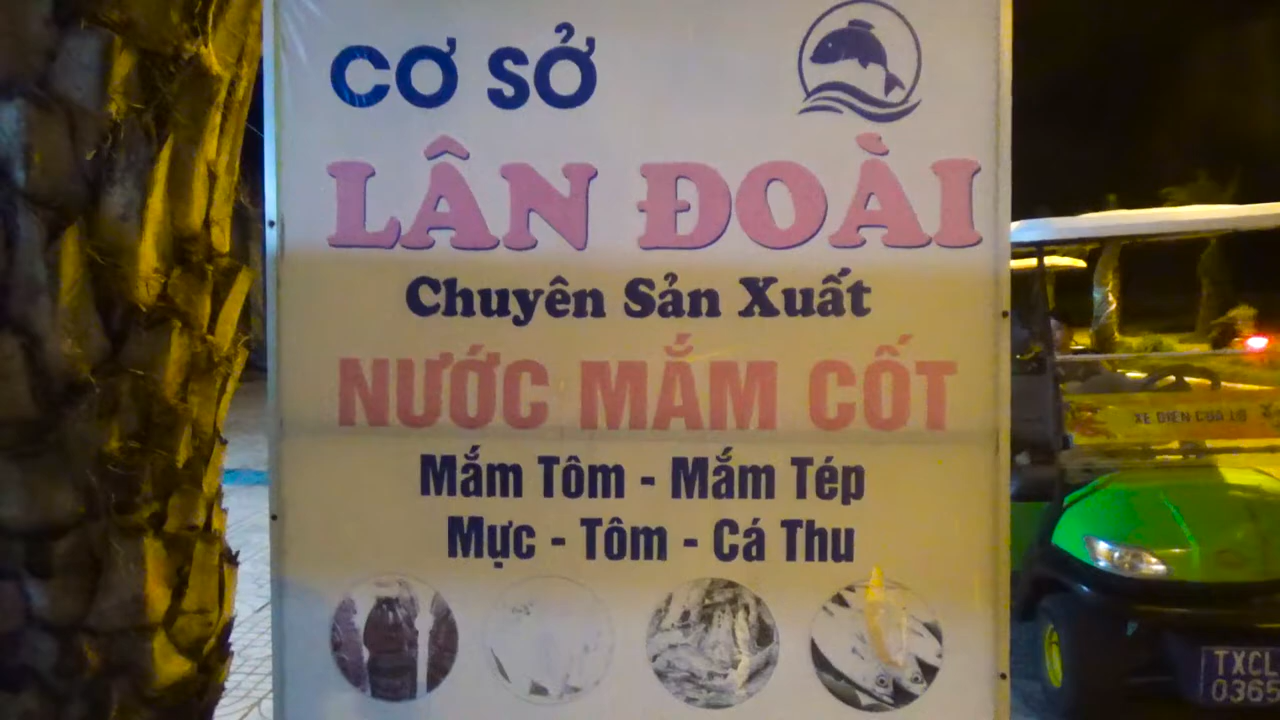 CƠ SỞ
LÂN ĐOÀI
Chuyên Sản Xuất
NƯỚC MẮM CỐT
Mắm Tôm - Mắm Tép
Mực - Tôm - Cá Thu
XE ĐIỆN CỬA LÒ
TXCL
0365